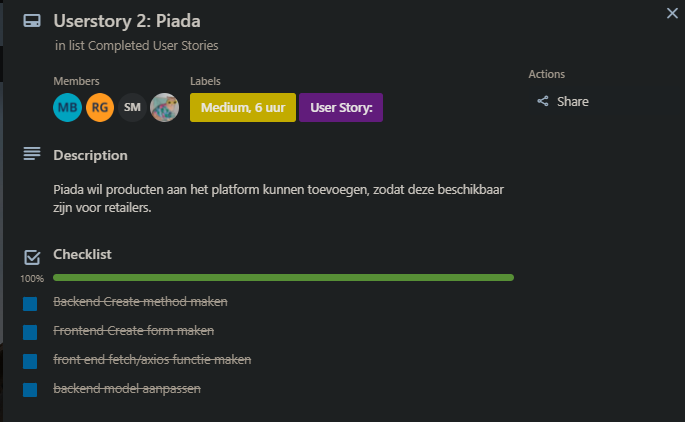 Userstory 2: Piada
in list Completed User Stories
Members
Labels
Actions
MB
RG
SM
Medium, 6 uur
User Story:
Share
Description
Piada wil producten aan het platform kunnen toevoegen, zodat deze beschikbaar
zijn voor retailers.
Checklist
100%
Backend Create method maken
Frontend Create form maken
front end fetch/axios functie maken
backend model aanpassen